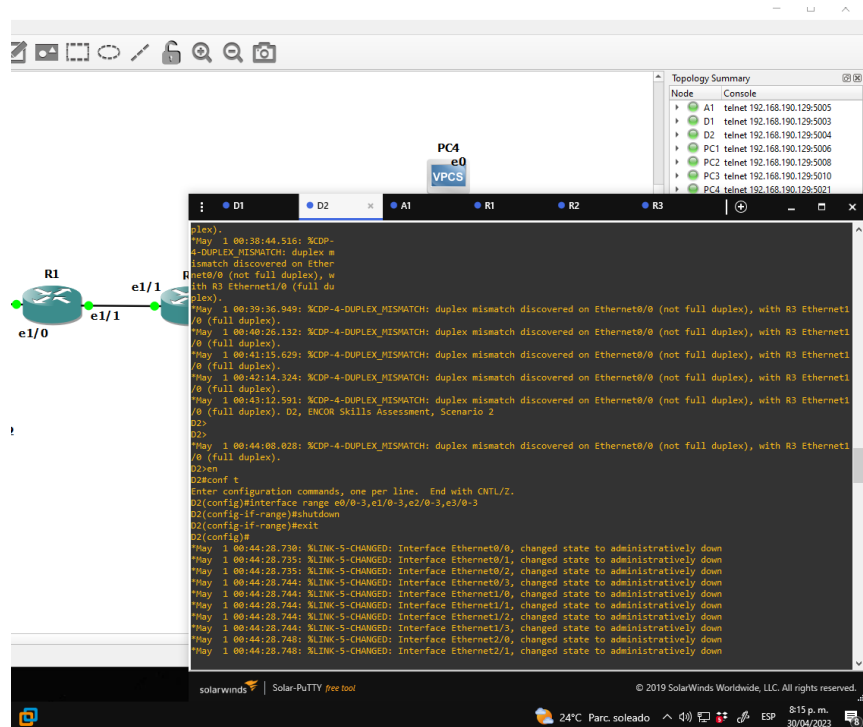 Topology Summary
Node Console
A1 telnet 192.168.190.129:5005
D1 telnet 192.168.190.129:5003
D2 telnet 192.168.190.129:5004
PC1 telnet 192.168.190.129:5006
PC2 telnet 192.168.190.129:5008
PC3 telnet 192.168.190.129:5010
PC4 telnet 192.168.190.129:5021
PC4
e0
VPCS
R1
e1/1
e1/1
e1/0
D1 D2 A1 R1 R2 R3
plex).
*May 1 00:38:44.516: %CDP-
4-DUPLEX_MISMATCH: duplex m
ismatch discovered on Ether
net0/0 (not full duplex), w
ith R3 Ethernet1/0 (full du
plex).
*May 1 00:39:36.949: %CDP-4-DUPLEX_MISMATCH: duplex mismatch discovered on Ethernet0/0 (not full duplex), with R3 Ethernet1
/0 (full duplex).
*May 1 00:40:26.132: %CDP-4-DUPLEX_MISMATCH: duplex mismatch discovered on Ethernet0/0 (not full duplex), with R3 Ethernet1
/0 (full duplex).
*May 1 00:41:15.629: %CDP-4-DUPLEX_MISMATCH: duplex mismatch discovered on Ethernet0/0 (not full duplex), with R3 Ethernet1
/0 (full duplex).
*May 1 00:42:14.324: %CDP-4-DUPLEX_MISMATCH: duplex mismatch discovered on Ethernet0/0 (not full duplex), with R3 Ethernet1
/0 (full duplex).
*May 1 00:43:12.591: %CDP-4-DUPLEX_MISMATCH: duplex mismatch discovered on Ethernet0/0 (not full duplex), with R3 Ethernet1
/0 (full duplex). D2, ENCOR Skills Assessment, Scenario 2
D2>
D2>
*May 1 00:44:08.028: %CDP-4-DUPLEX_MISMATCH: duplex mismatch discovered on Ethernet0/0 (not full duplex), with R3 Ethernet1
/0 (full duplex).
D2>en
D2#conf t
Enter configuration commands, one per line. End with CNTL/Z.
D2(config)#interface range e0/0-3,e1/0-3,e2/0-3,e3/0-3
D2(config-if-range)#shutdown
D2(config-if-range)#exit
D2(config)#
*May 1 00:44:28.730: %LINK-5-CHANGED: Interface Ethernet0/0, changed state to administratively down
*May 1 00:44:28.735: %LINK-5-CHANGED: Interface Ethernet0/1, changed state to administratively down
*May 1 00:44:28.735: %LINK-5-CHANGED: Interface Ethernet0/2, changed state to administratively down
*May 1 00:44:28.744: %LINK-5-CHANGED: Interface Ethernet0/3, changed state to administratively down
*May 1 00:44:28.744: %LINK-5-CHANGED: Interface Ethernet1/0, changed state to administratively down
*May 1 00:44:28.744: %LINK-5-CHANGED: Interface Ethernet1/1, changed state to administratively down
*May 1 00:44:28.744: %LINK-5-CHANGED: Interface Ethernet1/2, changed state to administratively down
*May 1 00:44:28.744: %LINK-5-CHANGED: Interface Ethernet1/3, changed state to administratively down
*May 1 00:44:28.748: %LINK-5-CHANGED: Interface Ethernet2/0, changed state to administratively down
*May 1 00:44:28.748: %LINK-5-CHANGED: Interface Ethernet2/1, changed state to administratively down
solarwinds Solar-PuTTY free tool © 2019 SolarWinds Worldwide, LLC. All rights reserved.
24°C Parc. soleado ESP 8:15 p. m.
30/04/2023
8